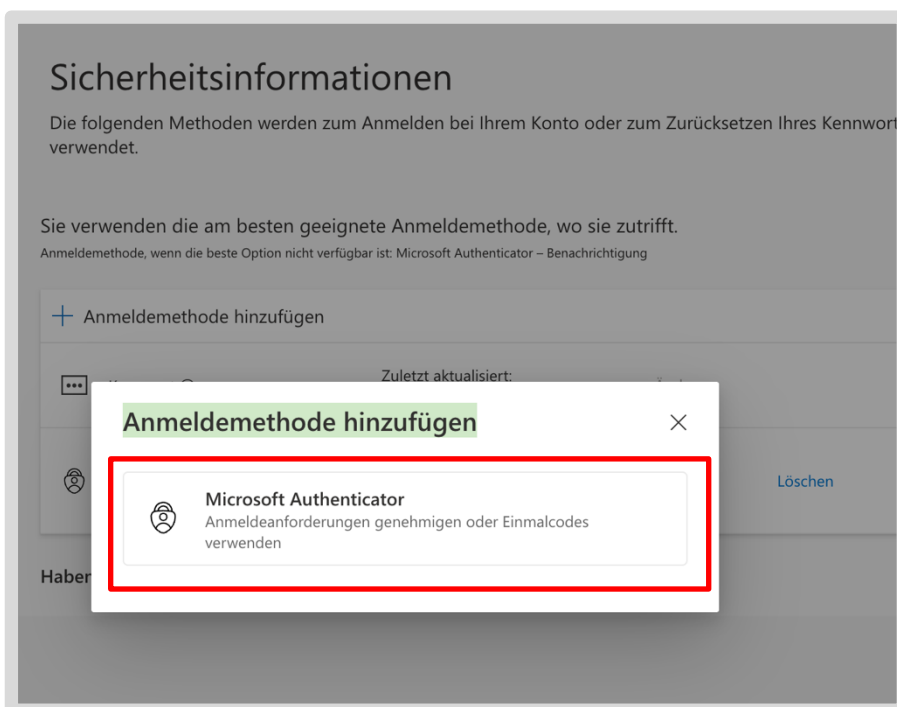 Sicherheitsinformationen
Die folgenden Methoden werden zum Anmelden bei Ihrem Konto oder zum Zurücksetzen Ihres Kennwort
verwendet.
Sie verwenden die am besten geeignete Anmeldemethode, wo sie zutrifft.
Anmeldemethode, wenn die beste Option nicht verfügbar ist: Microsoft Authenticator – Benachrichtigung
Anmeldemethode hinzufügen
Zuletzt aktualisiert:
Anmeldemethode hinzufügen
Microsoft Authenticator
Anmeldeanforderungen genehmigen oder Einmalcodes
verwenden
Löschen
Haben